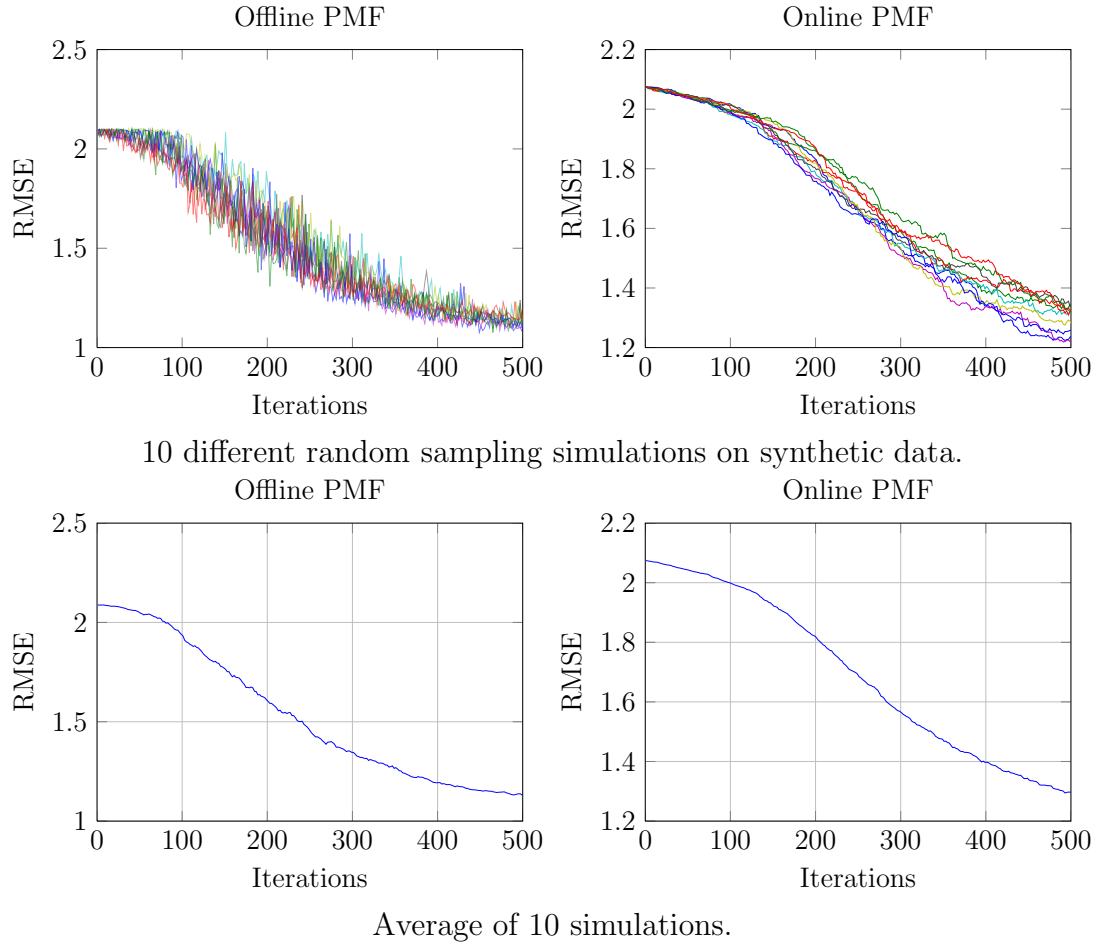 Offline PMF
2.5
2
1.5
1
RMSE
0 100 200 300 400 500
Iterations
Online PMF
2.2
2
1.8
1.6
1.4
1.2
RMSE
0 100 200 300 400 500
Iterations
10 different random sampling simulations on synthetic data.
Offline PMF
2.5
2
1.5
1
RMSE
0 100 200 300 400 500
Iterations
Online PMF
2.2
2
1.8
1.6
1.4
1.2
RMSE
0 100 200 300 400 500
Iterations
Average of 10 simulations.